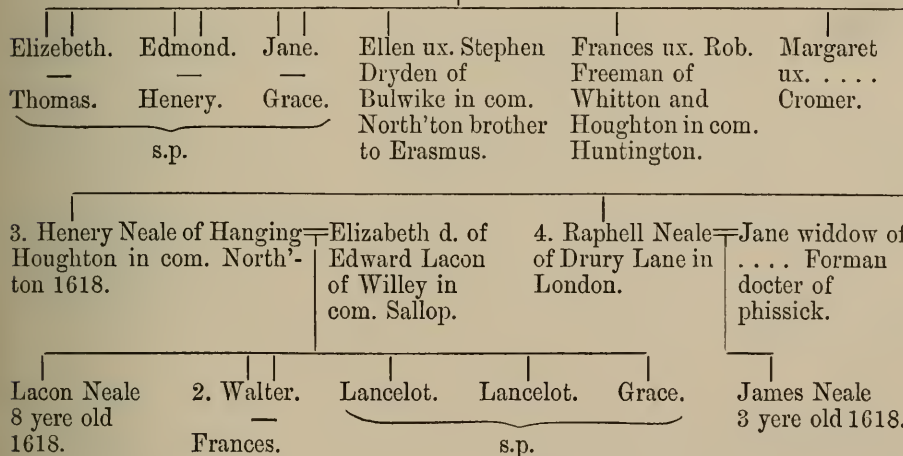 Elizebeth. Edmond. Jane. Ellen ux. Stephen Frances ux. Rob. Margaret
— — — Dryden of Freeman of ux. . . . . .
Thomas. Henery. Grace. Bulwike in com. Whitton and Cromer.
North'ton brother Houghton in com.
s.p. to Erasmus. Huntington.
3. Henery Neale of Hanging Elizabeth d. of 4. Raphell Neale Jane widdow of
Houghton in com. North'- Edward Lacon of Drury Lane in . . . . Forman
ton 1618. of Willey in London. docter of
com. Sallop. phissick.
Lacon Neale 2. Walter. Lancelot. Lancelot. Grace. James Neale
8 yere old — 3 yere old 1618.
1618. Frances. s.p.